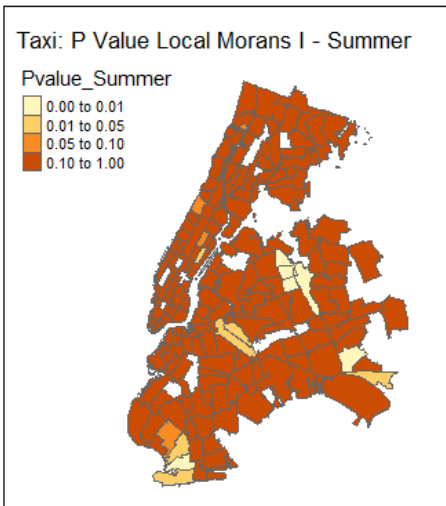 Taxi: P Value Local Morans I - Summer
Pvalue_Summer
0.00 to 0.01
0.01 to 0.05
0.05 to 0.10
0.10 to 1.00